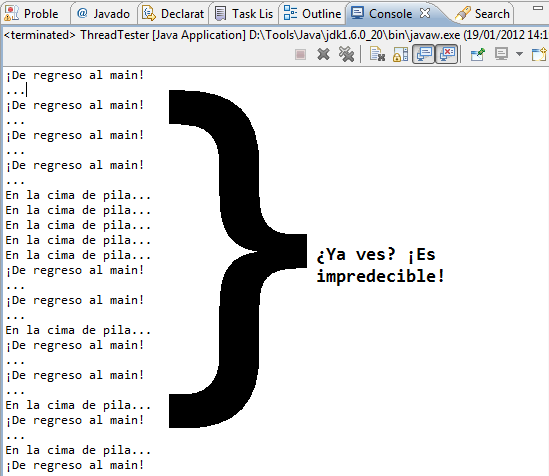 Proble
Javado
Declarat
Task Lis
Outline
Console
Search
<terminated> ThreadTester [Java Application] D:\Tools\Java\jdk1.6.0_20\bin\javaw.exe (19/01/2012 14:1
¡De regreso al main!
...
¡De regreso al main!
...
¡De regreso al main!
...
¡De regreso al main!
...
En la cima de pila...
En la cima de pila...
En la cima de pila...
En la cima de pila...
En la cima de pila...
¡De regreso al main!
...
¡De regreso al main!
...
En la cima de pila...
¡De regreso al main!
...
¡De regreso al main!
...
En la cima de pila...
¡De regreso al main!
...
En la cima de pila...
¡De regreso al main!
¿Ya ves? ¡Es
impredecible!